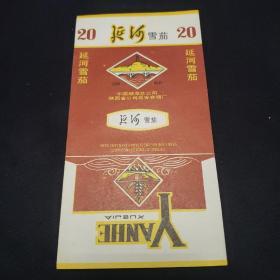 20 延河 雪茄 20
延河雪茄
延河雪茄
中国烟草总公司
陕西省公司延安卷烟厂
延河 雪茄
YANHE
XUEJIA